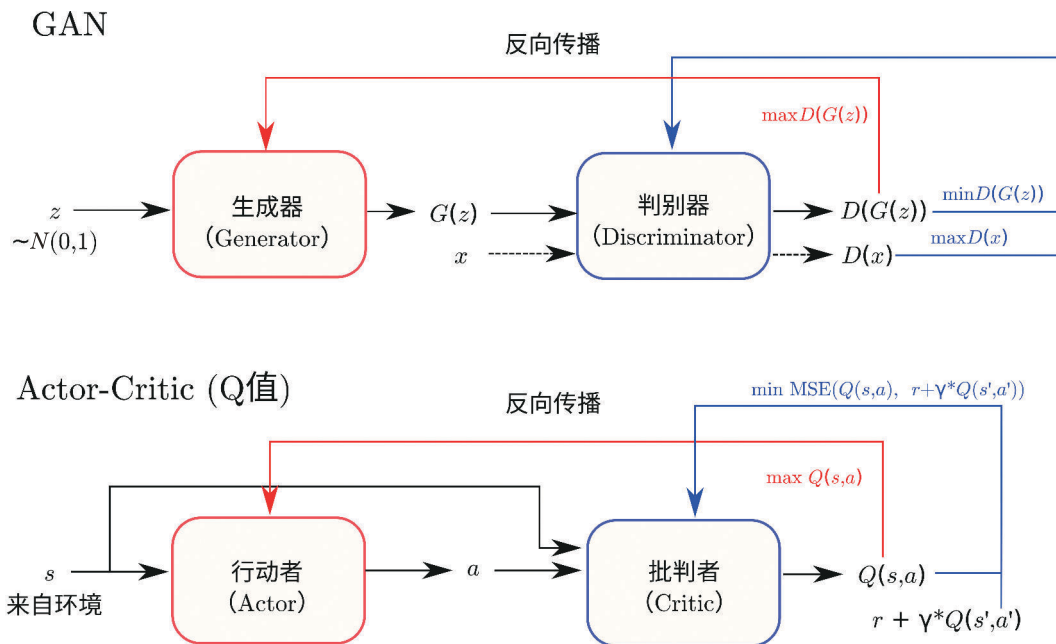 GAN
反向传播
maxD(G(z))
z
~N(0,1)
生成器
(Generator)
G(z)
x
判别器
(Discriminator)
D(G(z))
D(x)
minD(G(z))
maxD(x)
Actor-Critic (Q值)
反向传播
min MSE(Q(s,a), r+γ*Q(s',a'))
max Q(s,a)
s
来自环境
行动者
(Actor)
a
批判者
(Critic)
Q(s,a)
r + γ*Q(s',a')